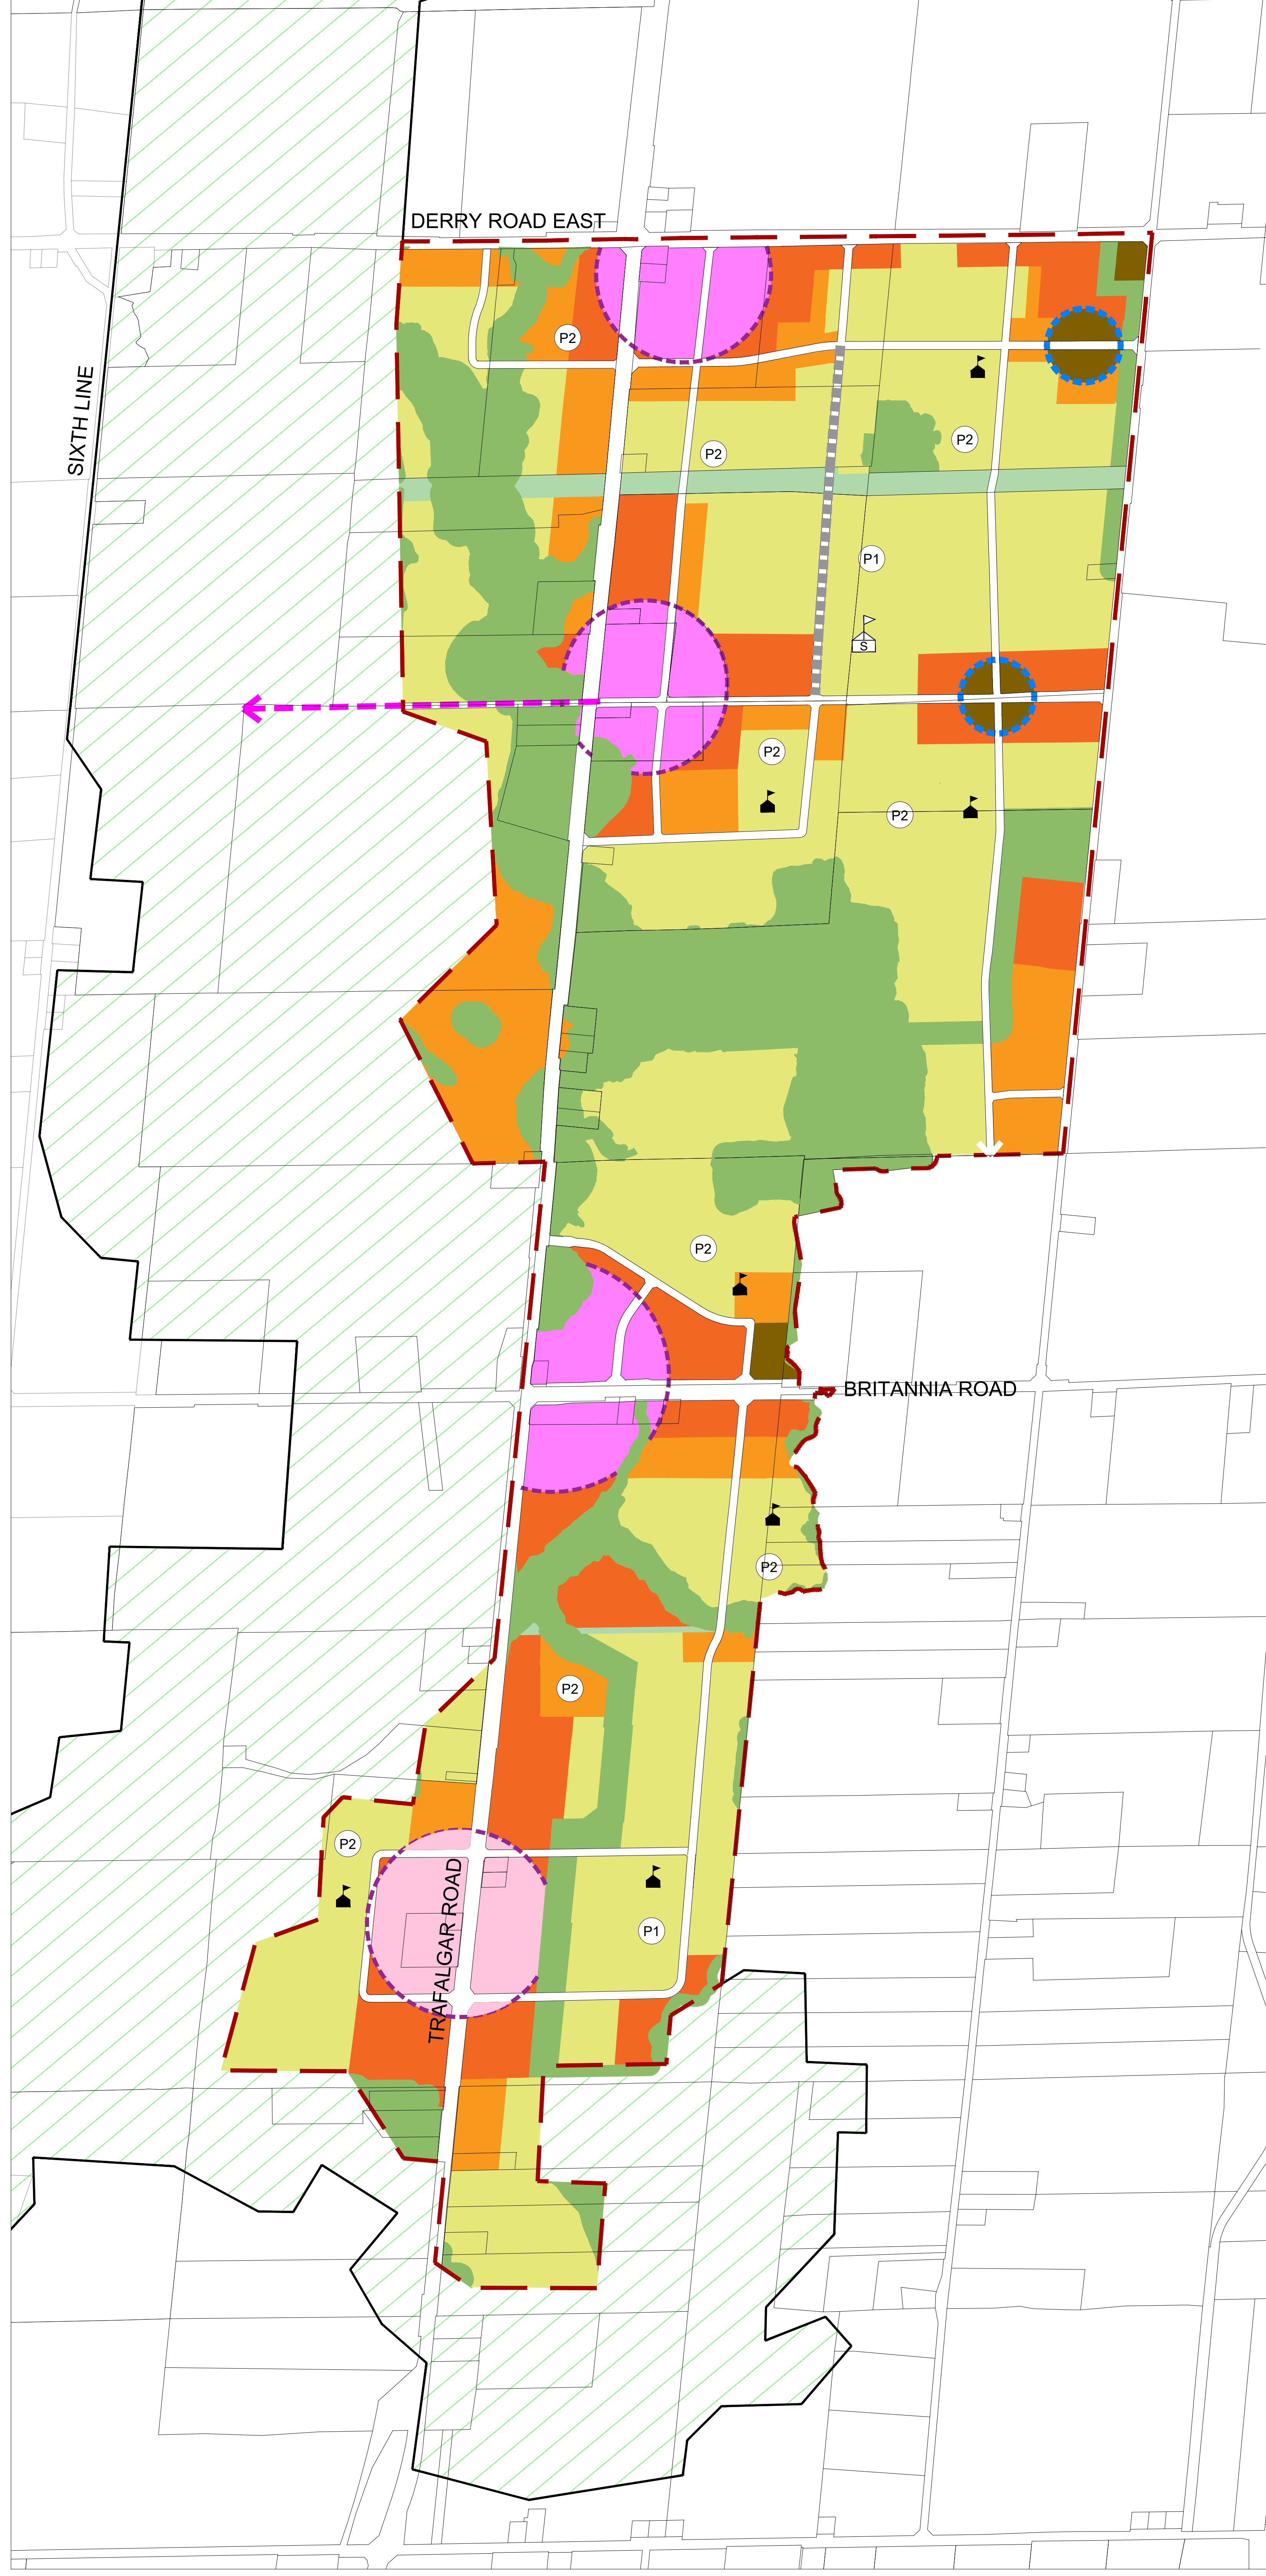 DERRY ROAD EAST
P2
SIXTH LINE
P2
P2
P1
S
P2
P2
P2
BRITANNIA ROAD
P2
P2
P2
TRAFALGAR ROAD
P1